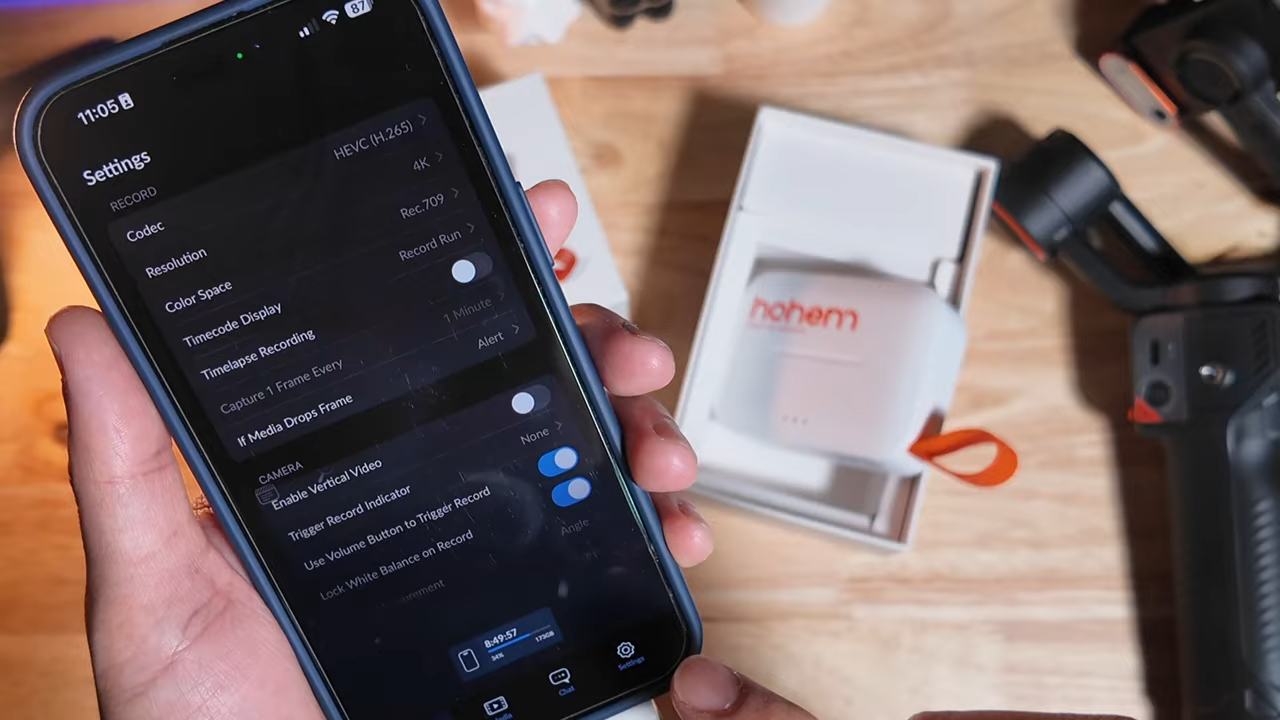 87
11:05
Settings
RECORD
Codec HEVC (H.265)
Resolution 4K
Color Space Rec.709
Timecode Display Record Run
Timelapse Recording
Capture 1 Frame Every 1 Minute
If Media Drops Frame Alert
CAMERA
Enable Vertical Video
Trigger Record Indicator None
Use Volume Button to Trigger Record
Lock White Balance on Record
Angle
8:49:57
34% 173GB
Chat
Settings
hohem